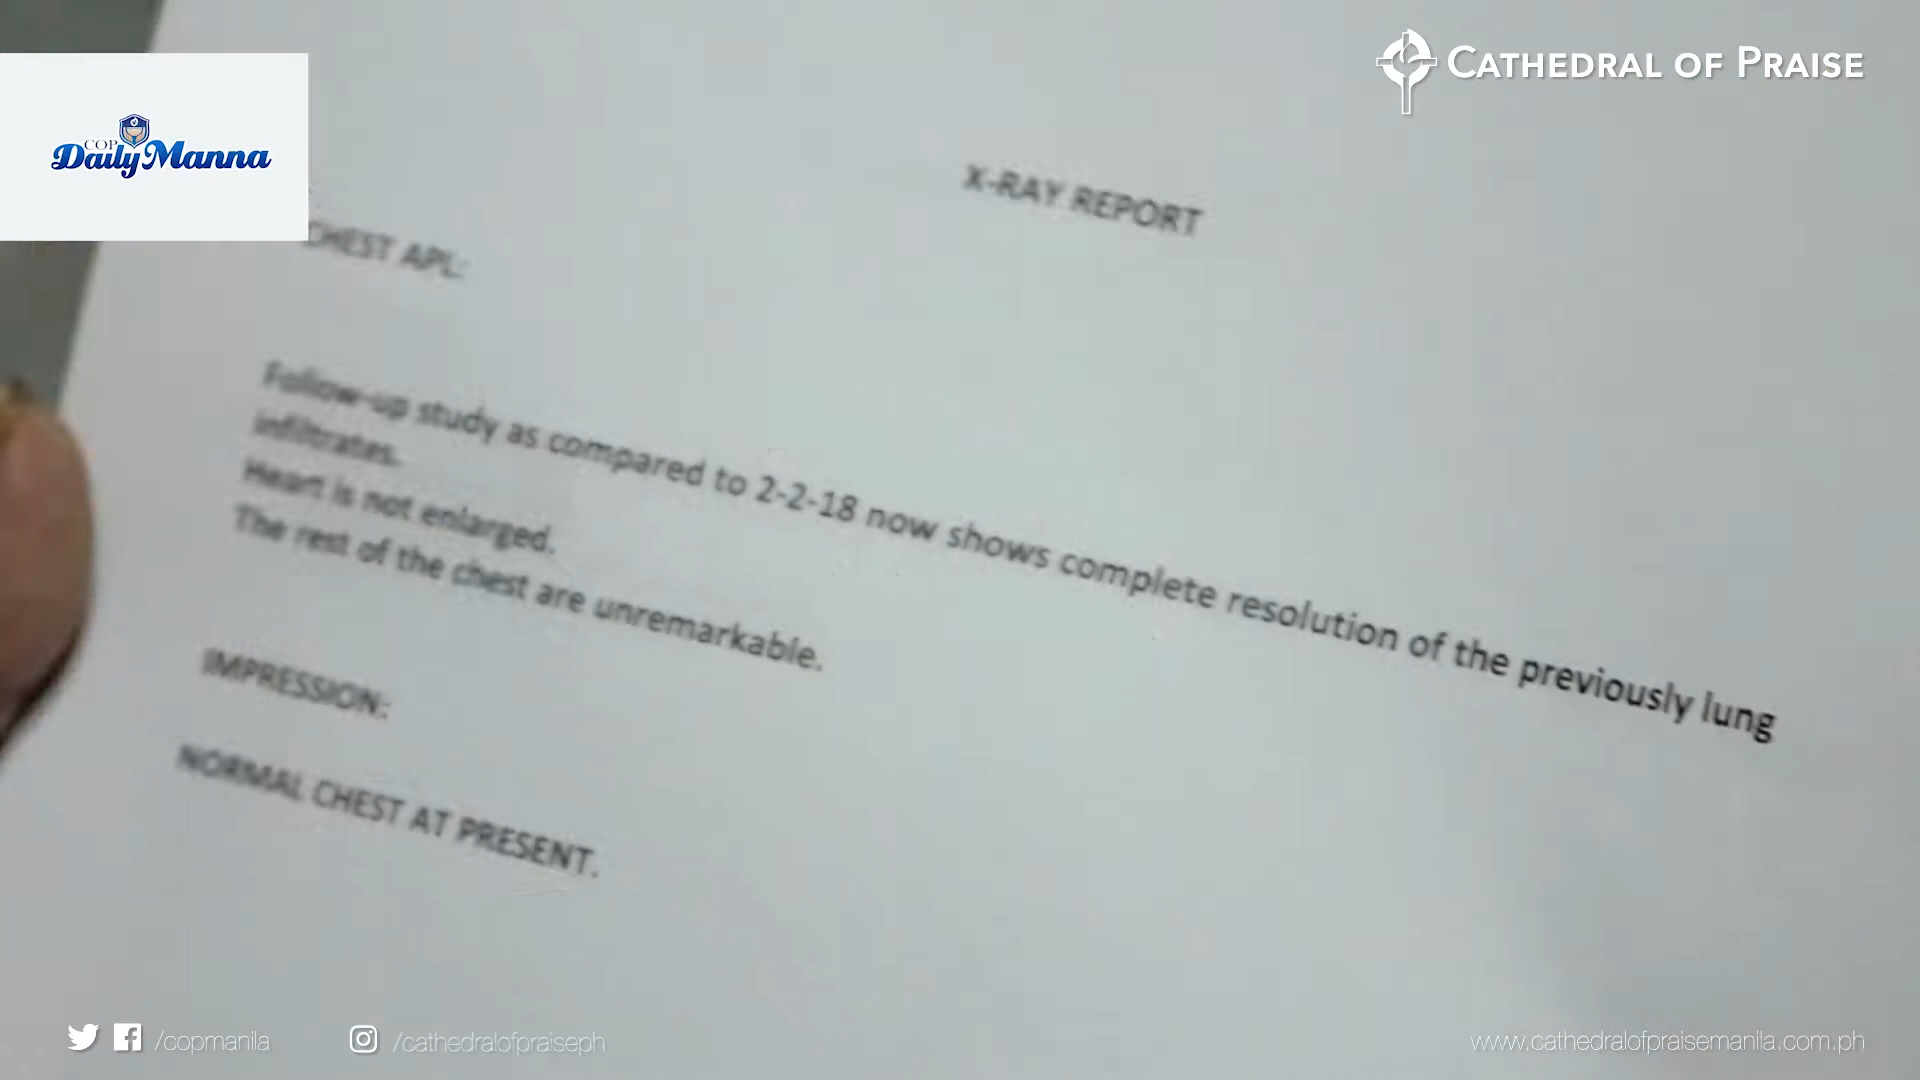 CATHEDRAL OF PRAISE
COP
Daily Manna
X-RAY REPORT
CHEST APL:
Follow-up study as compared to 2-2-18 now shows complete resolution of the previously lung
infiltrates.
Heart is not enlarged.
The rest of the chest are unremarkable.
IMPRESSION:
NORMAL CHEST AT PRESENT.
/copmanila
/cathedralofpraiseph
www.cathedralofpraisemanila.com.ph